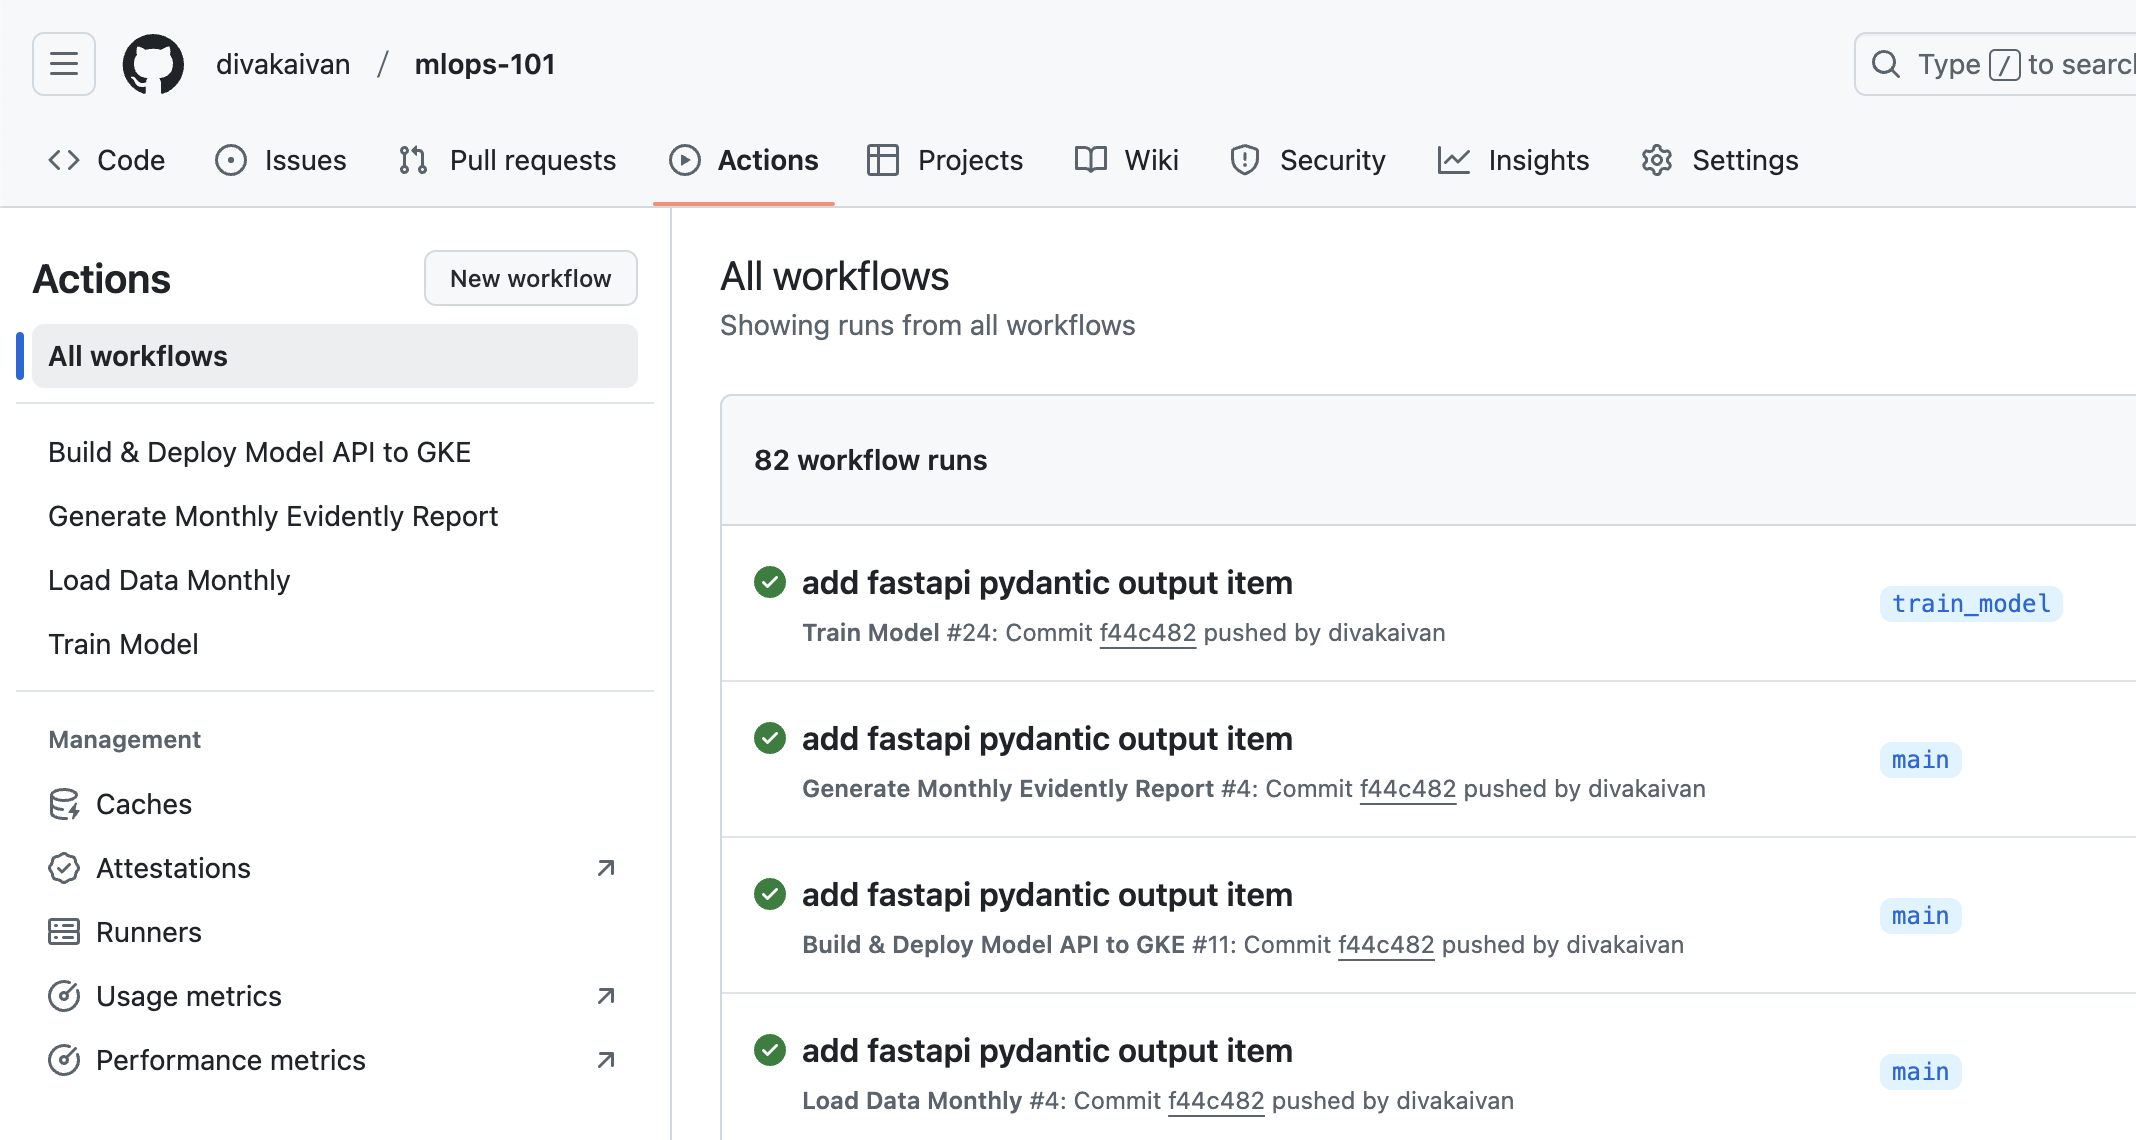 divakaivan / mlops-101
Type / to search
Code Issues Pull requests Actions Projects Wiki Security Insights Settings
Actions
New workflow
All workflows
Build & Deploy Model API to GKE
Generate Monthly Evidently Report
Load Data Monthly
Train Model
Management
Caches
Attestations
Runners
Usage metrics
Performance metrics
All workflows
Showing runs from all workflows
82 workflow runs
add fastapi pydantic output item
Train Model #24: Commit f44c482 pushed by divakaivan
train_model
add fastapi pydantic output item
Generate Monthly Evidently Report #4: Commit f44c482 pushed by divakaivan
main
add fastapi pydantic output item
Build & Deploy Model API to GKE #11: Commit f44c482 pushed by divakaivan
main
add fastapi pydantic output item
Load Data Monthly #4: Commit f44c482 pushed by divakaivan
main